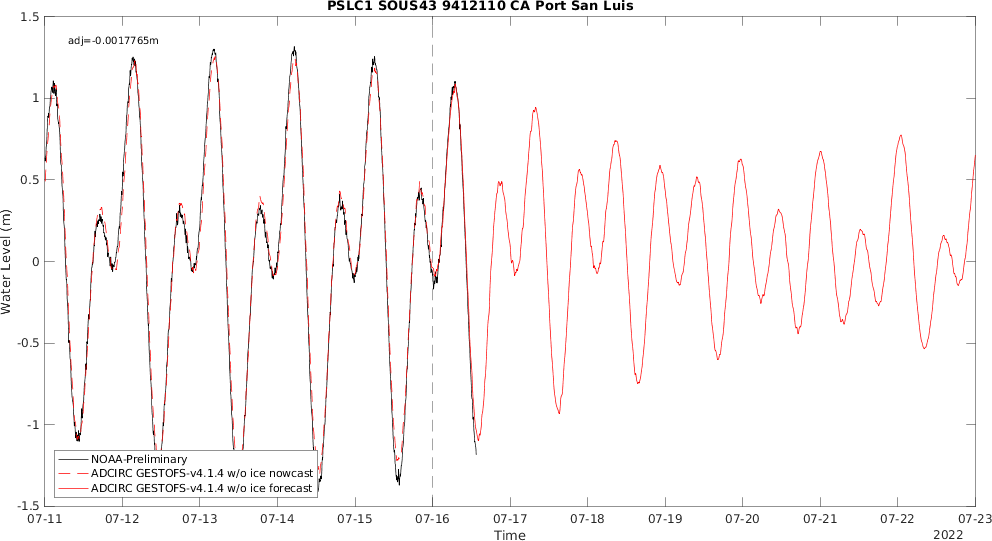 PSLC1 SOUS43 9412110 CA Port San Luis
adj=-0.0017765m
1.5
1
0.5
0
-0.5
-1
-1.5
Water Level (m)
NOAA-Preliminary
ADCIRC GESTOFS-v4.1.4 w/o ice nowcast
ADCIRC GESTOFS-v4.1.4 w/o ice forecast
07-11 07-12 07-13 07-14 07-15 07-16 07-17 07-18 07-19 07-20 07-21 07-22 07-23
Time
2022